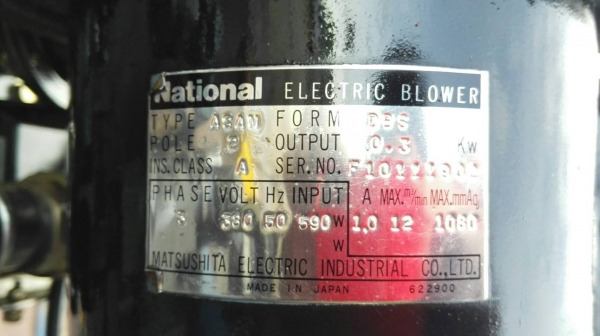 National ELECTRIC BLOWER
TYPE FORM DBS
POLE 2 OUTPUT 0.3 Kw
INS. CLASS A SER. NO.
PHASE VOLT Hz INPUT A MAX. m³/min MAX. mmAq
3 380 50 590 W 1,0 12 1080
W
MATSUSHITA ELECTRIC INDUSTRIAL CO., LTD.
MADE IN JAPAN 622900